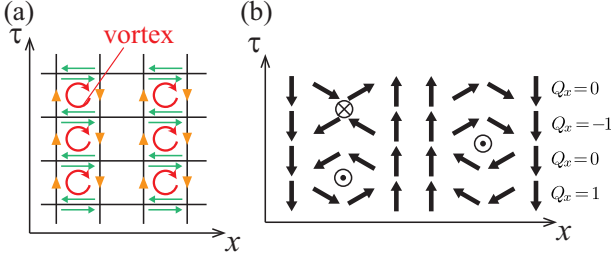 (a)
τ
vortex
x
(b)
τ
Qx=0
Qx=−1
Qx=0
Qx=1
x